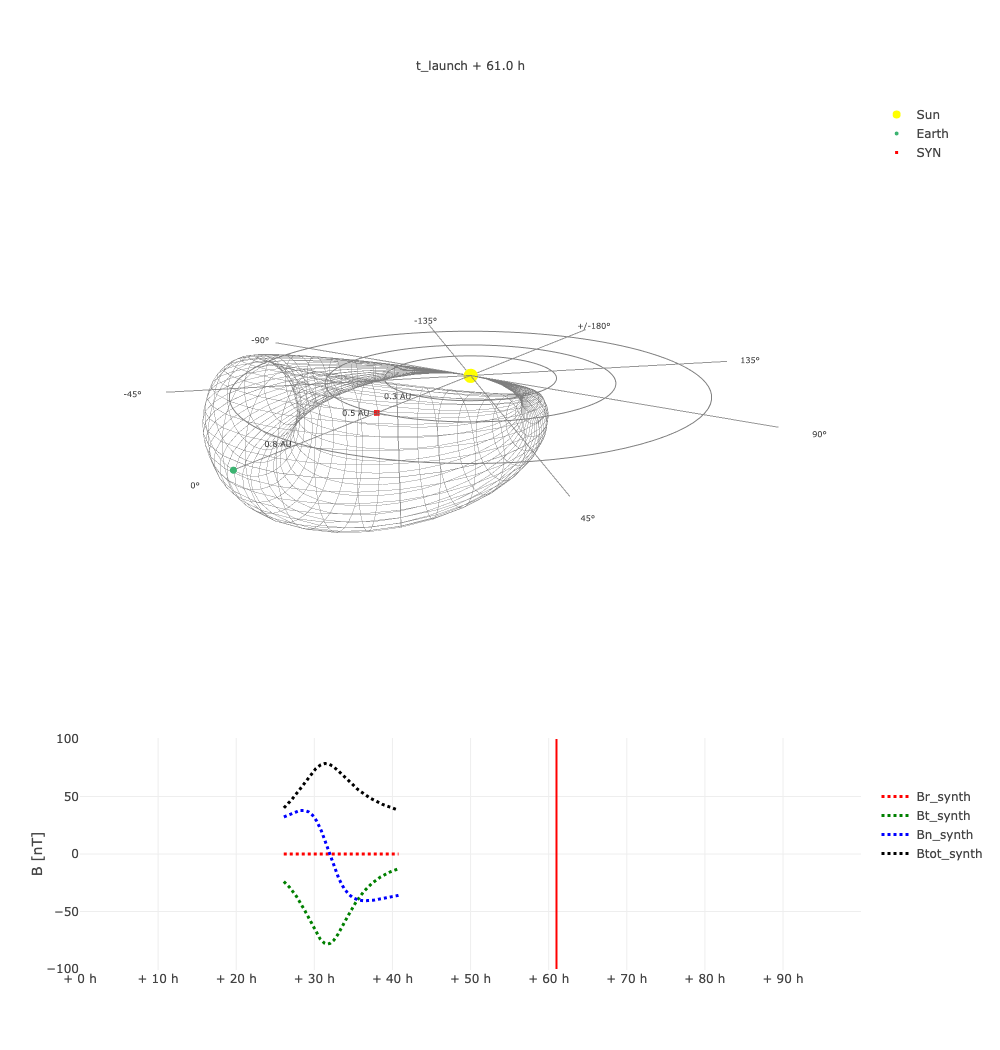 t_launch + 61.0 h
Sun
Earth
SYN
-135°
+/-180°
-90°
135°
-45°
0.3 AU
0.5 AU
90°
0.8 AU
0°
45°
100
50
0
−50
−100
B [nT]
+ 0 h
+ 10 h
+ 20 h
+ 30 h
+ 40 h
+ 50 h
+ 60 h
+ 70 h
+ 80 h
+ 90 h
Br_synth
Bt_synth
Bn_synth
Btot_synth